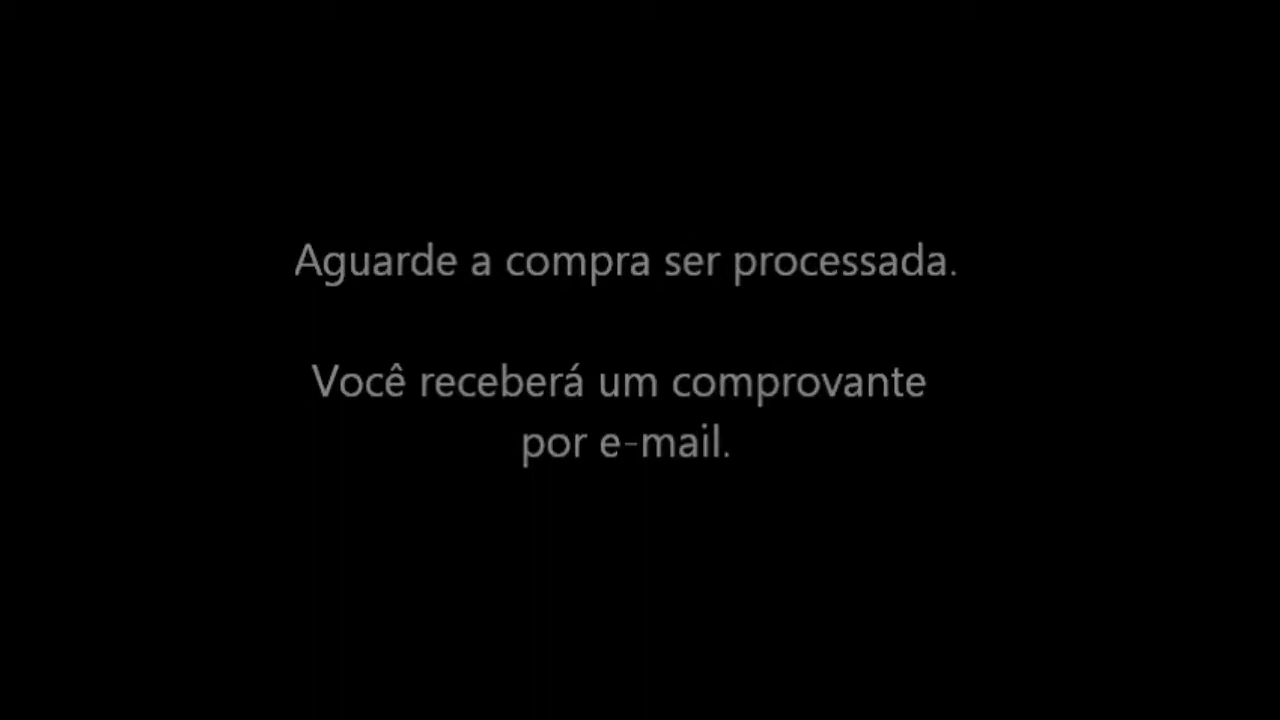 Aguarde a compra ser processada.
Você receberá um comprovante
por e-mail.